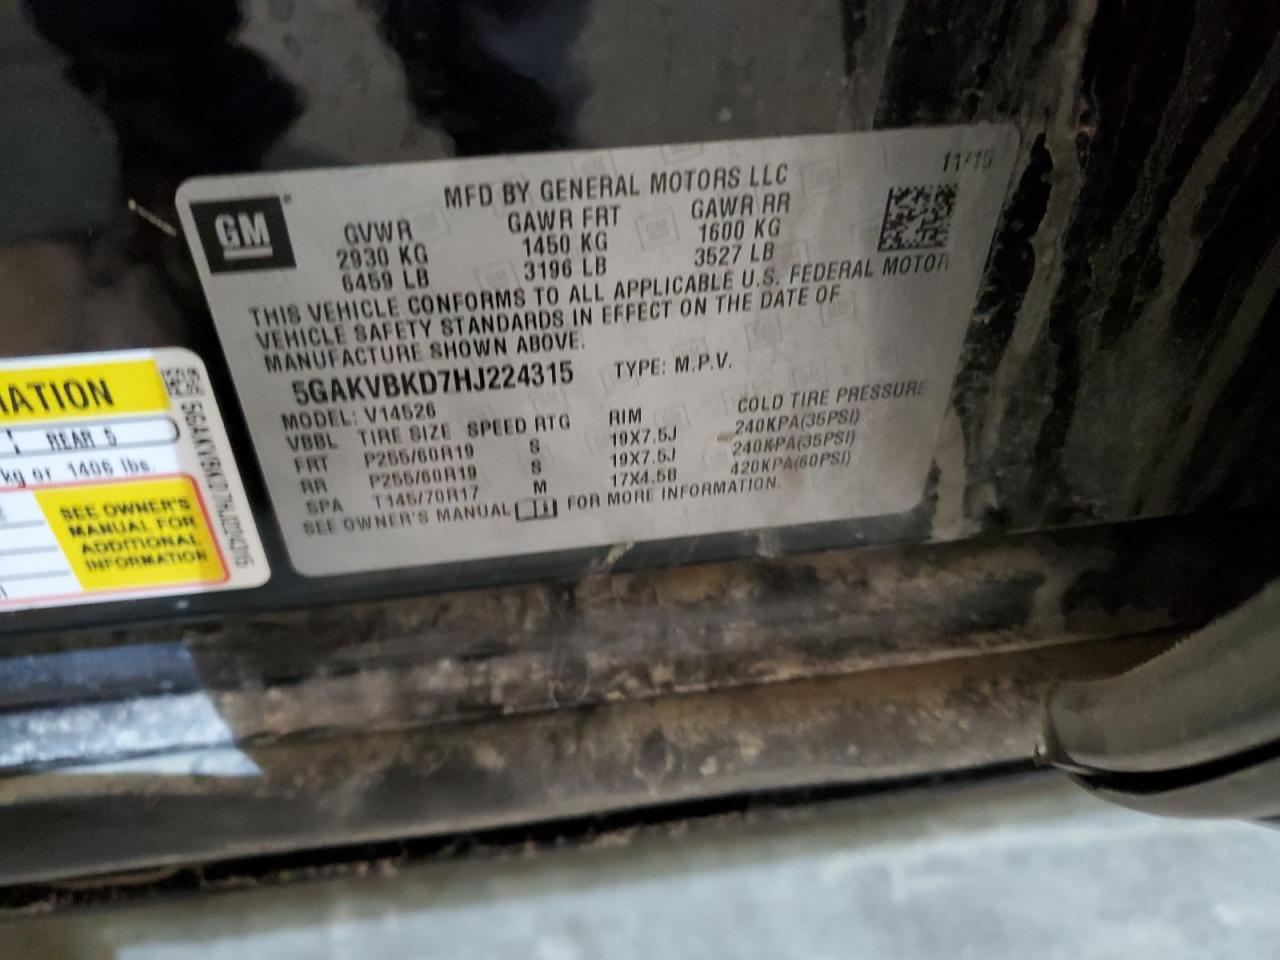 11/16
GM
MFD BY GENERAL MOTORS LLC
GVWR GAWR FRT GAWR RR
2930 KG 1450 KG 1600 KG
6459 LB 3196 LB 3527 LB
THIS VEHICLE CONFORMS TO ALL APPLICABLE U.S. FEDERAL MOTOR
VEHICLE SAFETY STANDARDS IN EFFECT ON THE DATE OF
MANUFACTURE SHOWN ABOVE.
5GAKVBKD7HJ224315 TYPE: M.P.V.
MODEL: V14526
VBBL TIRE SIZE SPEED RTG RIM COLD TIRE PRESSURE
FRT P255/60R19 S 19X7.5J 240KPA(35PSI)
RR P255/60R19 S 19X7.5J 240KPA(35PSI)
SPA T145/70R17 M 17X4.5B 420KPA(60PSI)
SEE OWNER'S MANUAL FOR MORE INFORMATION.
ATION
REAR 5
kg or 1406 lbs.
SEE OWNER'S
MANUAL FOR
ADDITIONAL
INFORMATION
5GAKVBKD7HJ224315